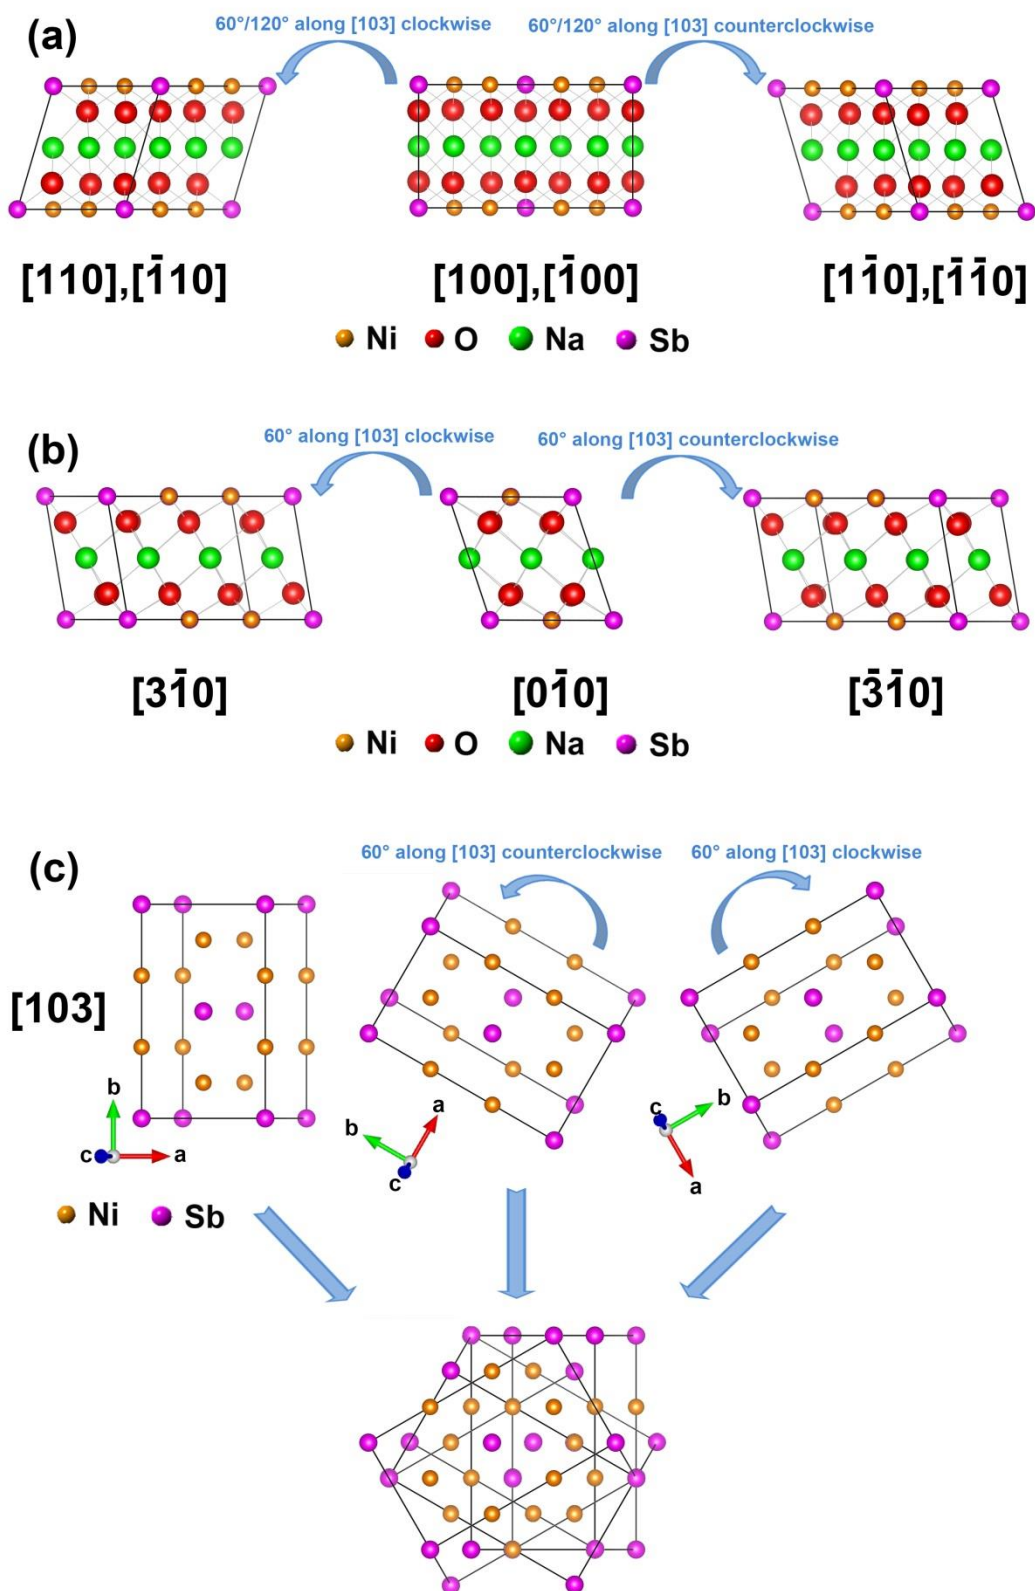 (a)
60°/120° along [103] clockwise
60°/120° along [103] counterclockwise
[110],[1̄10]
[100],[1̄00]
[11̄0],[1̄1̄0]
Ni O Na Sb
(b)
60° along [103] clockwise
60° along [103] counterclockwise
[31̄0]
[01̄0]
[3̄1̄0]
Ni O Na Sb
(c)
60° along [103] counterclockwise
60° along [103] clockwise
[103]
b
c a
a
b
c
c
b
a
Ni Sb